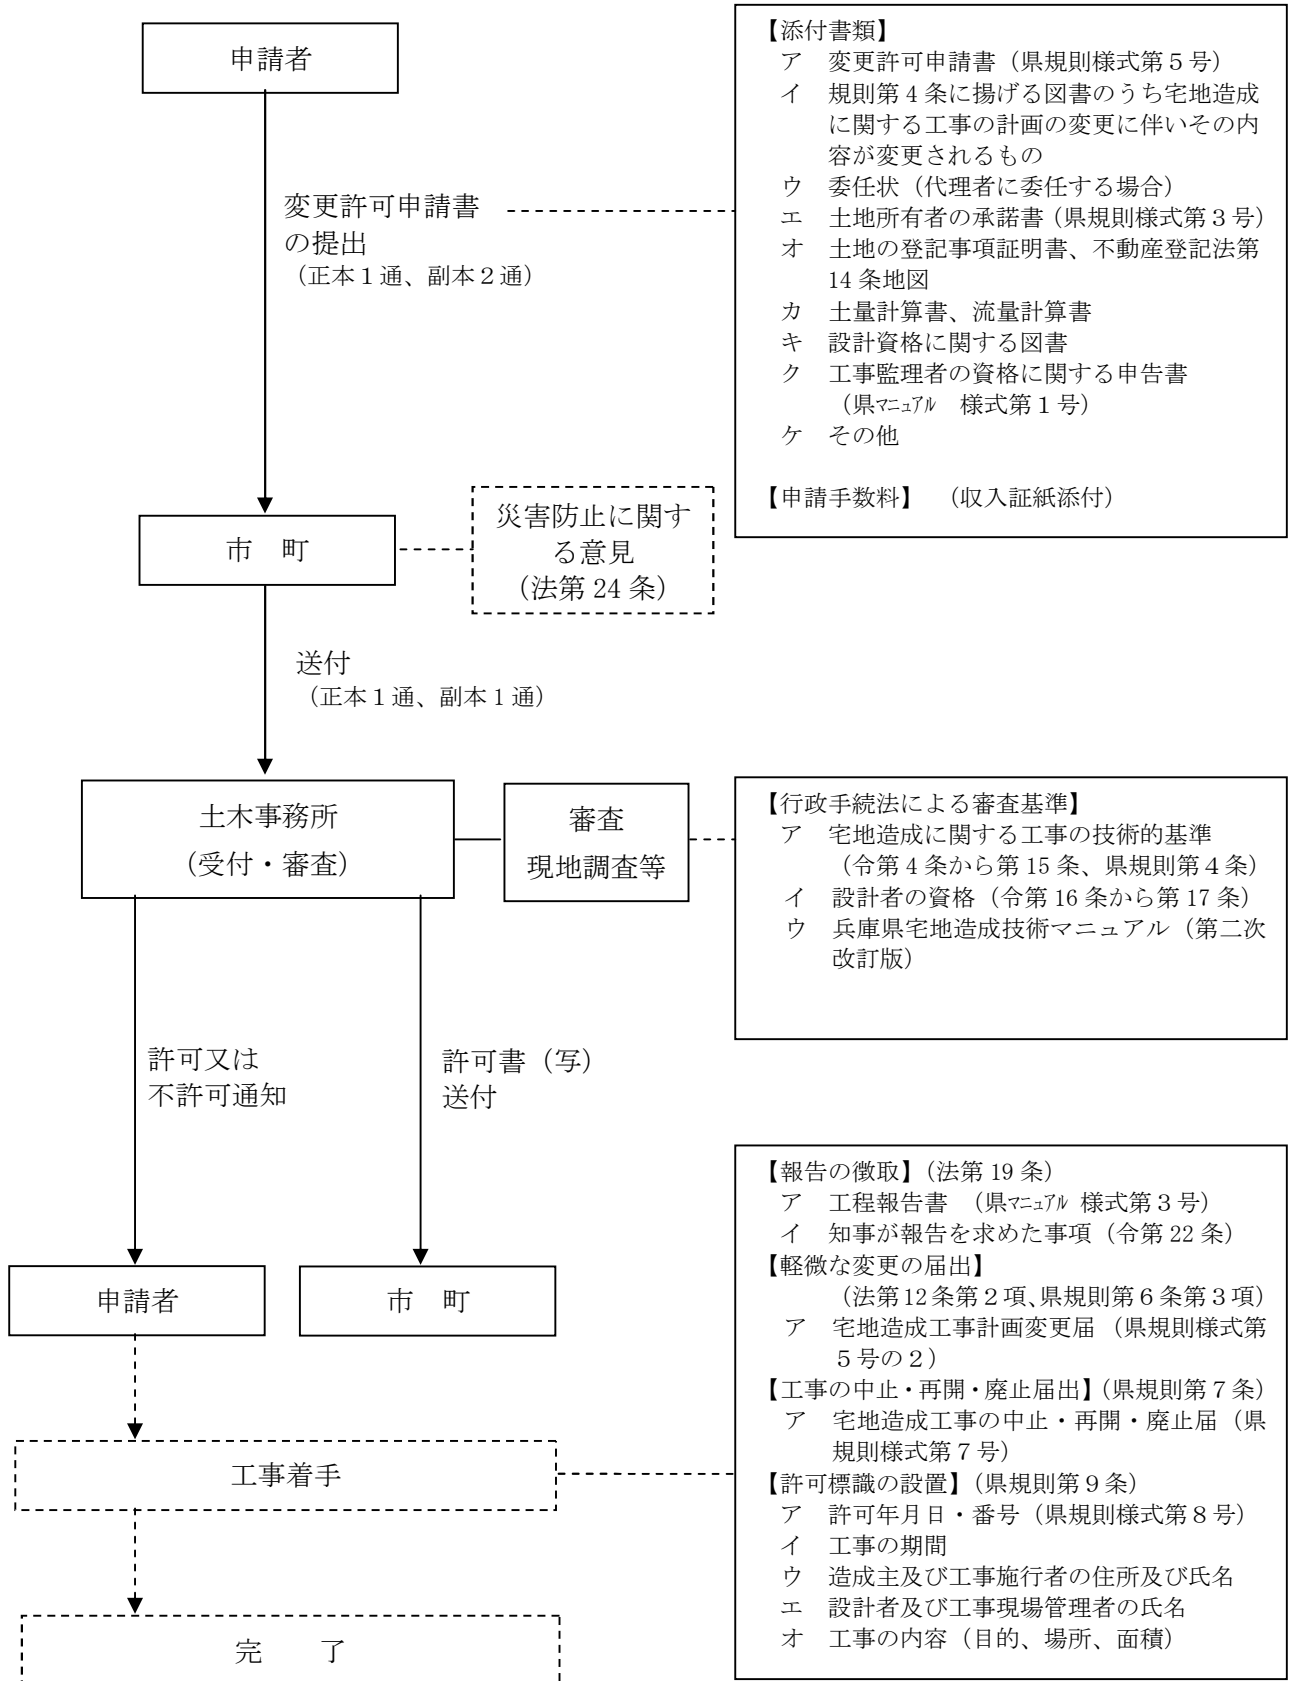 申請者
変更許可申請書
の提出
（正本１通、副本２通）
【添付書類】
ア　変更許可申請書（県規則様式第５号）
イ　規則第４条に揚げる図書のうち宅地造成
に関する工事の計画の変更に伴いその内
容が変更されるもの
ウ　委任状（代理者に委任する場合）
エ　土地所有者の承諾書（県規則様式第３号）
オ　土地の登記事項証明書、不動産登記法第
14 条地図
カ　土量計算書、流量計算書
キ　設計資格に関する図書
ク　工事監理者の資格に関する申告書
（県ﾏﾆｭｱﾙ　様式第１号）
ケ　その他
【申請手数料】　（収入証紙添付）
市　町
災害防止に関す
る意見
（法第 24 条）
送付
（正本１通、副本１通）
土木事務所
（受付・審査）
審査
現地調査等
【行政手続法による審査基準】
ア　宅地造成に関する工事の技術的基準
（令第４条から第 15 条、県規則第４条）
イ　設計者の資格（令第 16 条から第 17 条）
ウ　兵庫県宅地造成技術マニュアル（第二次
改訂版）
許可又は
不許可通知
許可書（写）
送付
申請者
市　町
工事着手
完　了
【報告の徴取】（法第 19 条）
ア　工程報告書　（県ﾏﾆｭｱﾙ 様式第３号）
イ　知事が報告を求めた事項（令第 22 条）
【軽微な変更の届出】
（法第12条第２項、県規則第６条第３項）
ア　宅地造成工事計画変更届（県規則様式第
５号の２）
【工事の中止・再開・廃止届出】（県規則第７条）
ア　宅地造成工事の中止・再開・廃止届（県
規則様式第７号）
【許可標識の設置】（県規則第９条）
ア　許可年月日・番号（県規則様式第８号）
イ　工事の期間
ウ　造成主及び工事施行者の住所及び氏名
エ　設計者及び工事現場管理者の氏名
オ　工事の内容（目的、場所、面積）